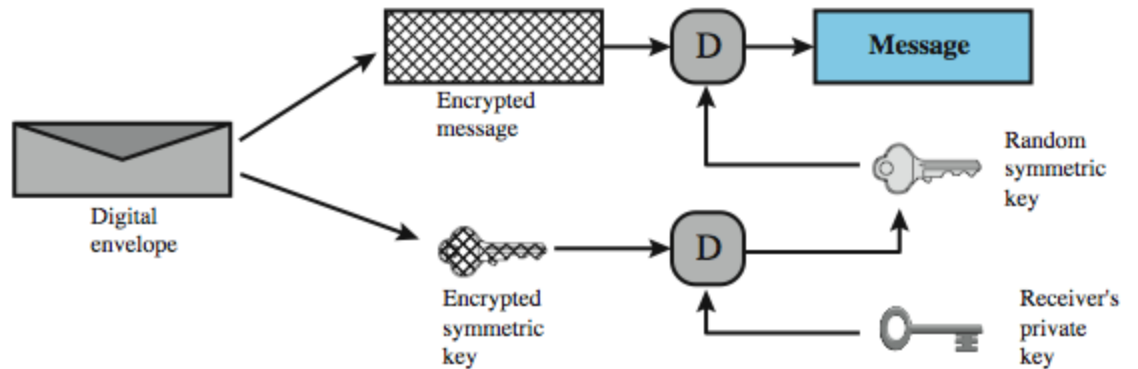 D
Message
Encrypted
message
Random
symmetric
key
Digital
envelope
D
Encrypted
symmetric
key
Receiver's
private
key